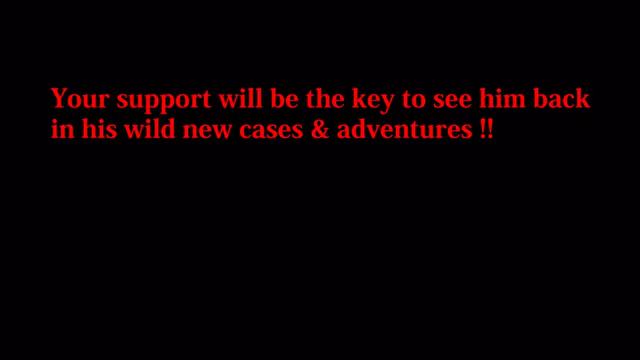 Your support will be the key to see him back
in his wild new cases & adventures !!